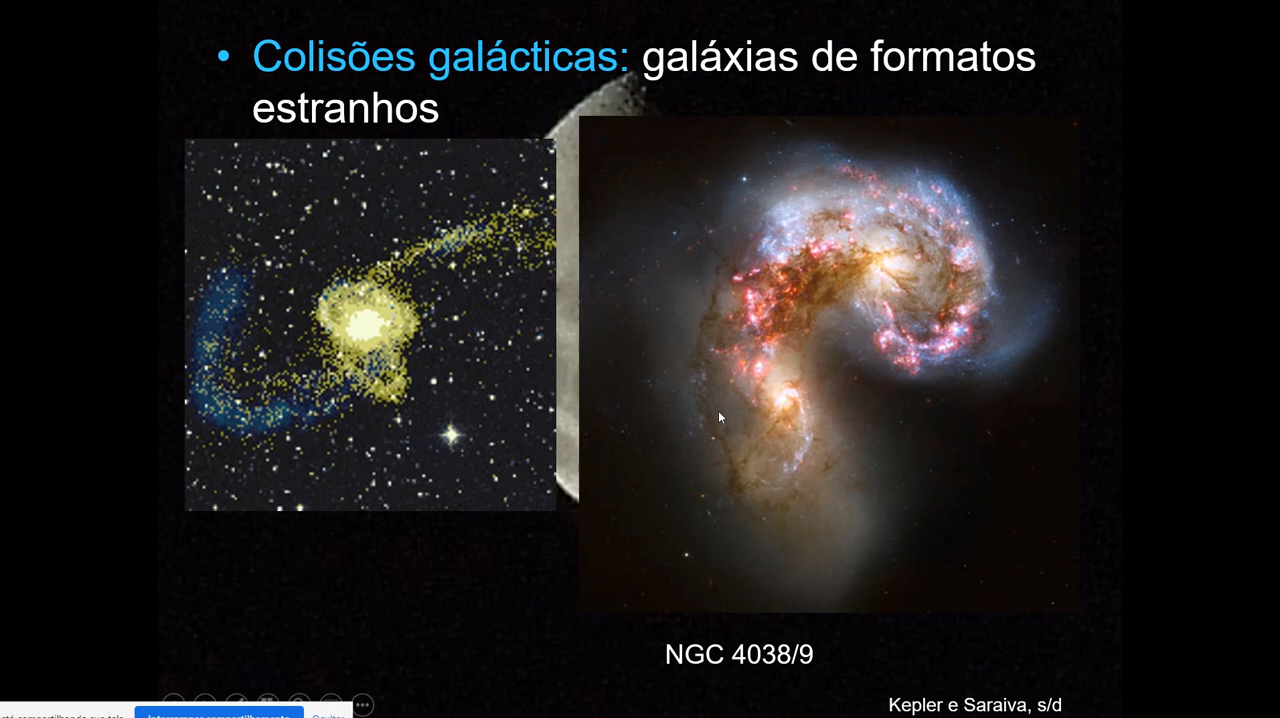 • Colisões galácticas: galáxias de formatos
estranhos
NGC 4038/9
Kepler e Saraiva, s/d